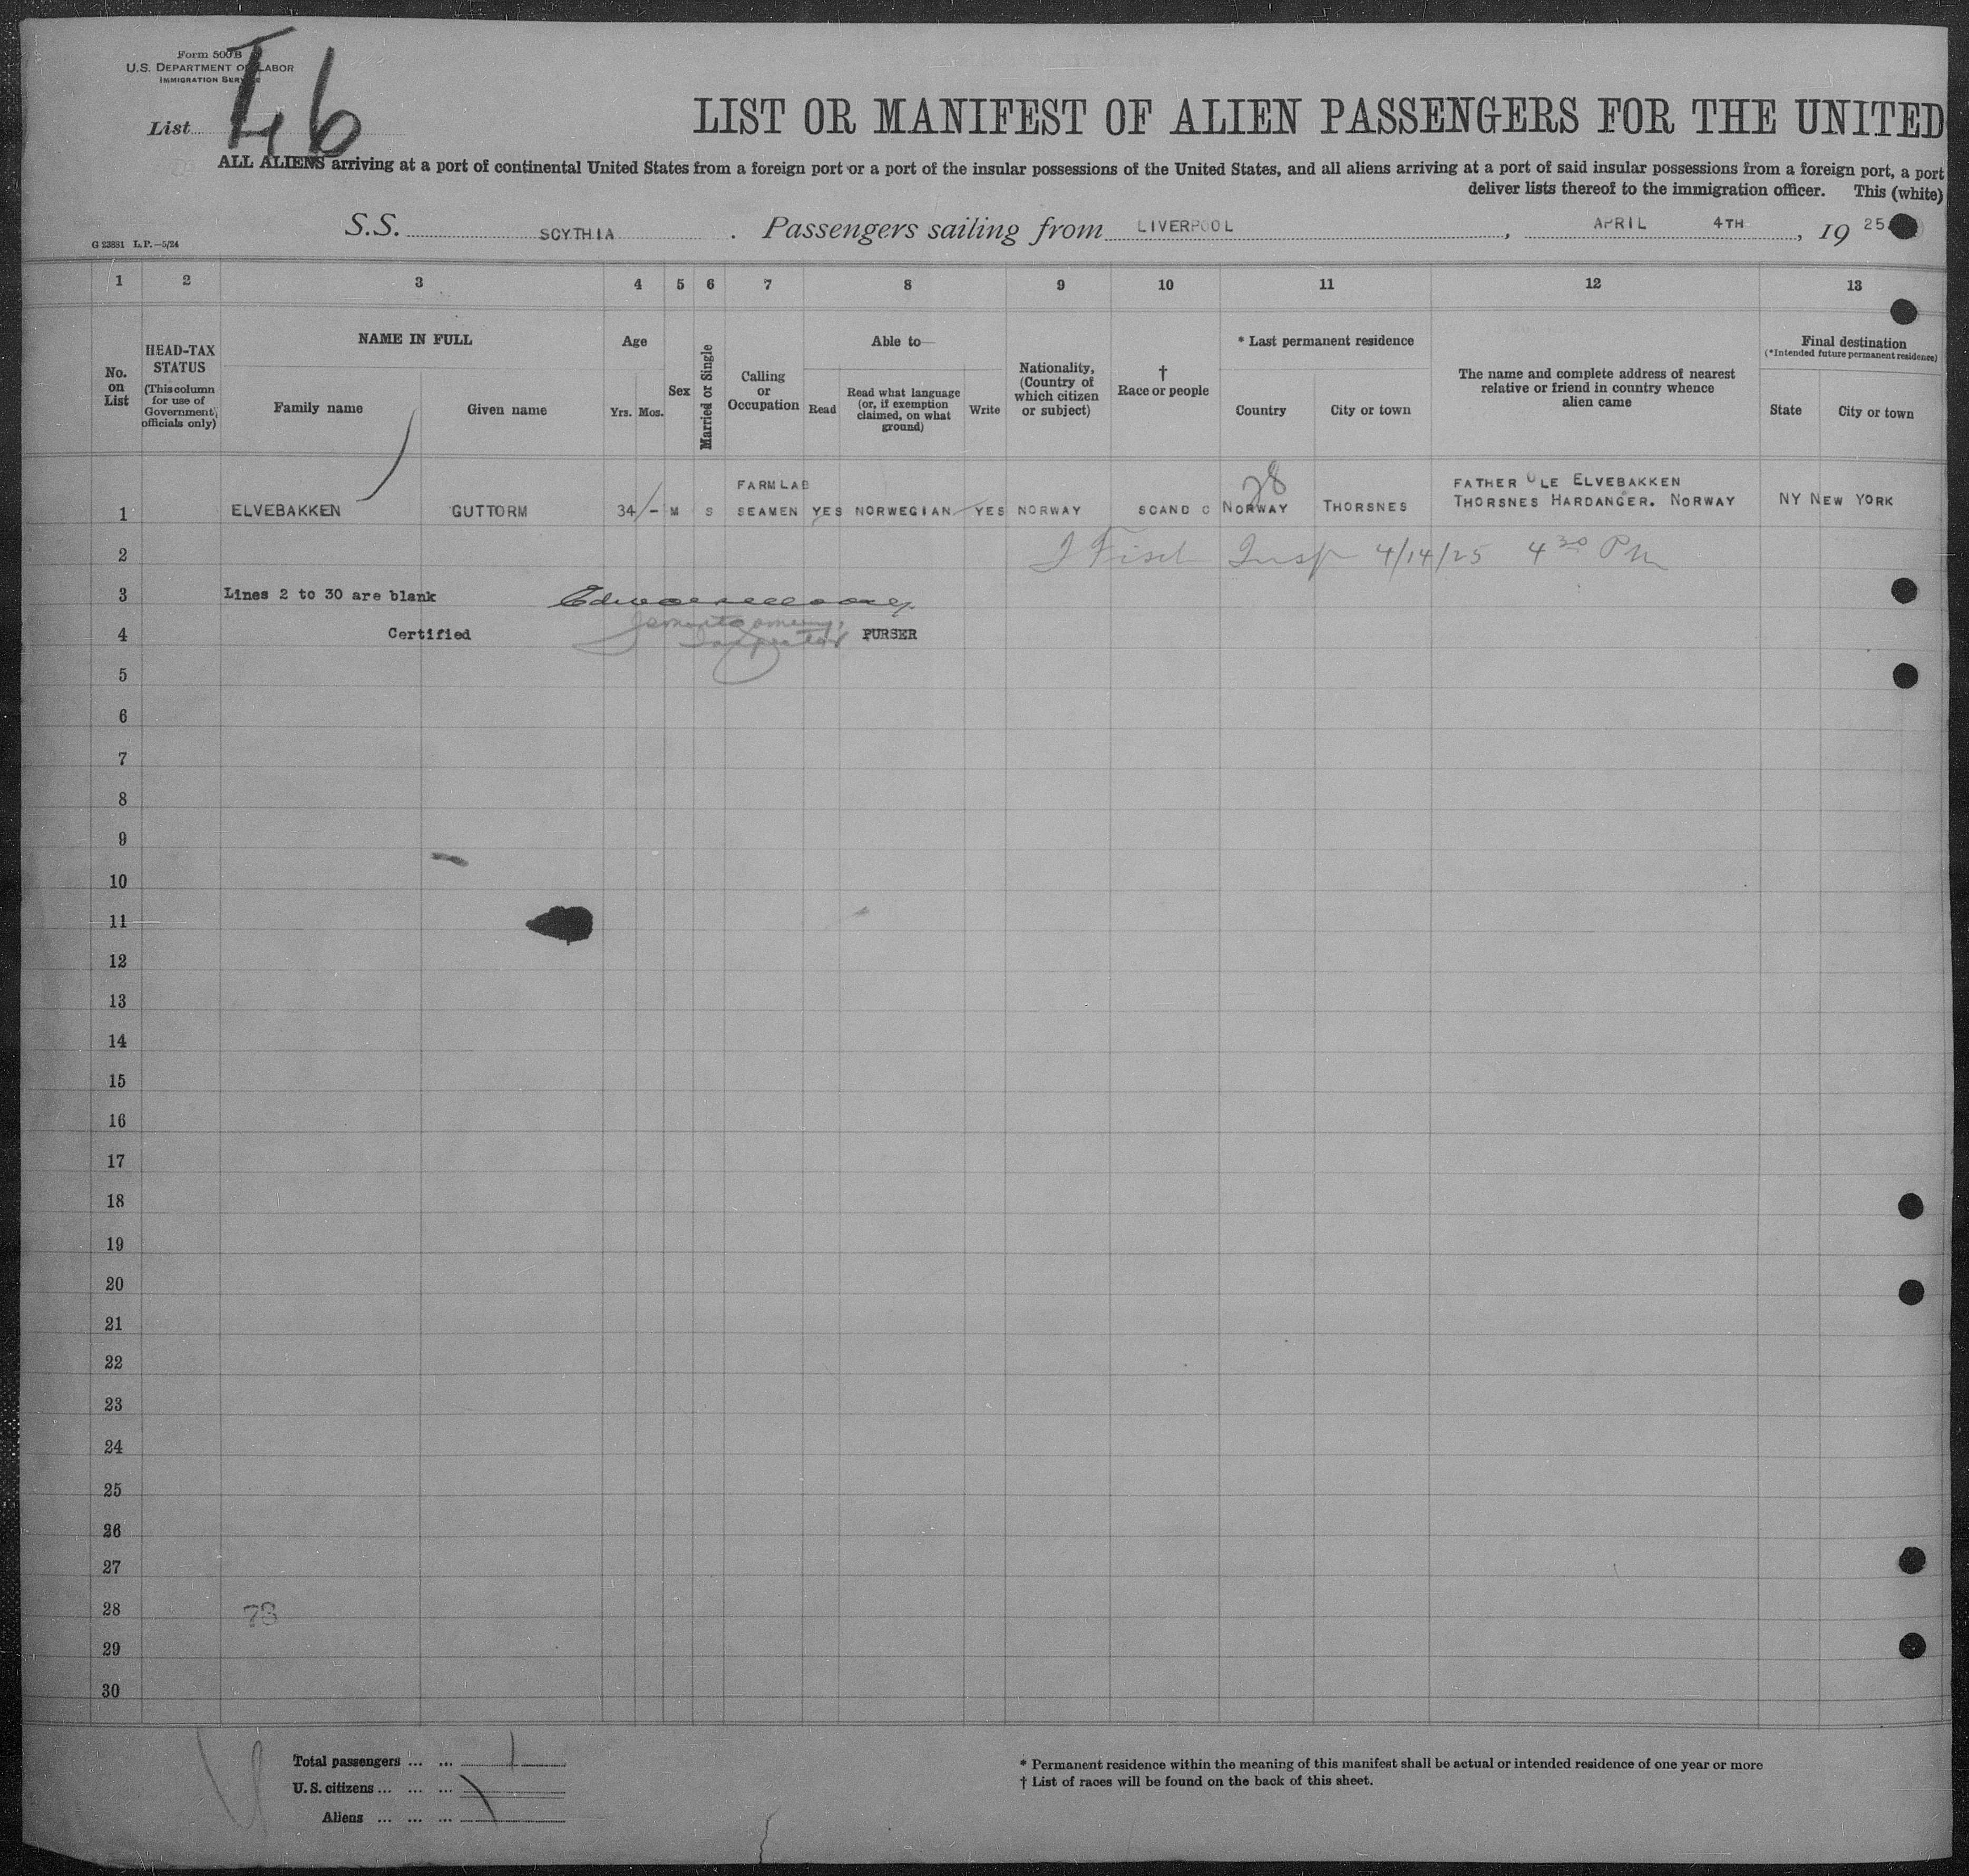 Form 500 B
U.S. DEPARTMENT OF LABOR
IMMIGRATION SERVICE
List
LIST OR MANIFEST OF ALIEN PASSENGERS FOR THE UNITED
ALL ALIENS arriving at a port of continental United States from a foreign port or a port of the insular possessions of the United States, and all aliens arriving at a port of said insular possessions from a foreign port, a port
deliver lists thereof to the immigration officer. This (white)
G 23881 L.P.—5/24
S.S. SCYTHIA . Passengers sailing from LIVERPOOL , APRIL 4TH , 19 25
1 2 3 4 5 6 7 8 9 10 11 12 13
No. on List
HEAD-TAX STATUS
(This column for use of Government officials only)
NAME IN FULL
Family name
Given name
Age
Yrs. Mos.
Sex
Married or Single
Calling or Occupation
Able to—
Read
Read what language (or, if exemption claimed, on what ground)
Write
Nationality, (Country of which citizen or subject)
† Race or people
* Last permanent residence
Country
City or town
The name and complete address of nearest relative or friend in country whence alien came
Final destination
(*Intended future permanent residence)
State
City or town
FARM LAB
FATHER OLE ELVEBAKKEN
28
1 ELVEBAKKEN GUTTORM 34 - M S SEAMEN YES NORWEGIAN YES NORWAY SCAND C NORWAY THORSNES THORSNES HARDANGER. NORWAY NY NEW YORK
2 Insp 4/14/25 4 30 PM
3 Lines 2 to 30 are blank
4 Certified Inspector PURSER
5
6
7
8
9
10
11
12
13
14
15
16
17
18
19
20
21
22
23
24
25
26
27
28 73
29
30
Total passengers ... ... 1
U. S. citizens ... ... ...
Aliens ... ... ...
* Permanent residence within the meaning of this manifest shall be actual or intended residence of one year or more
† List of races will be found on the back of this sheet.